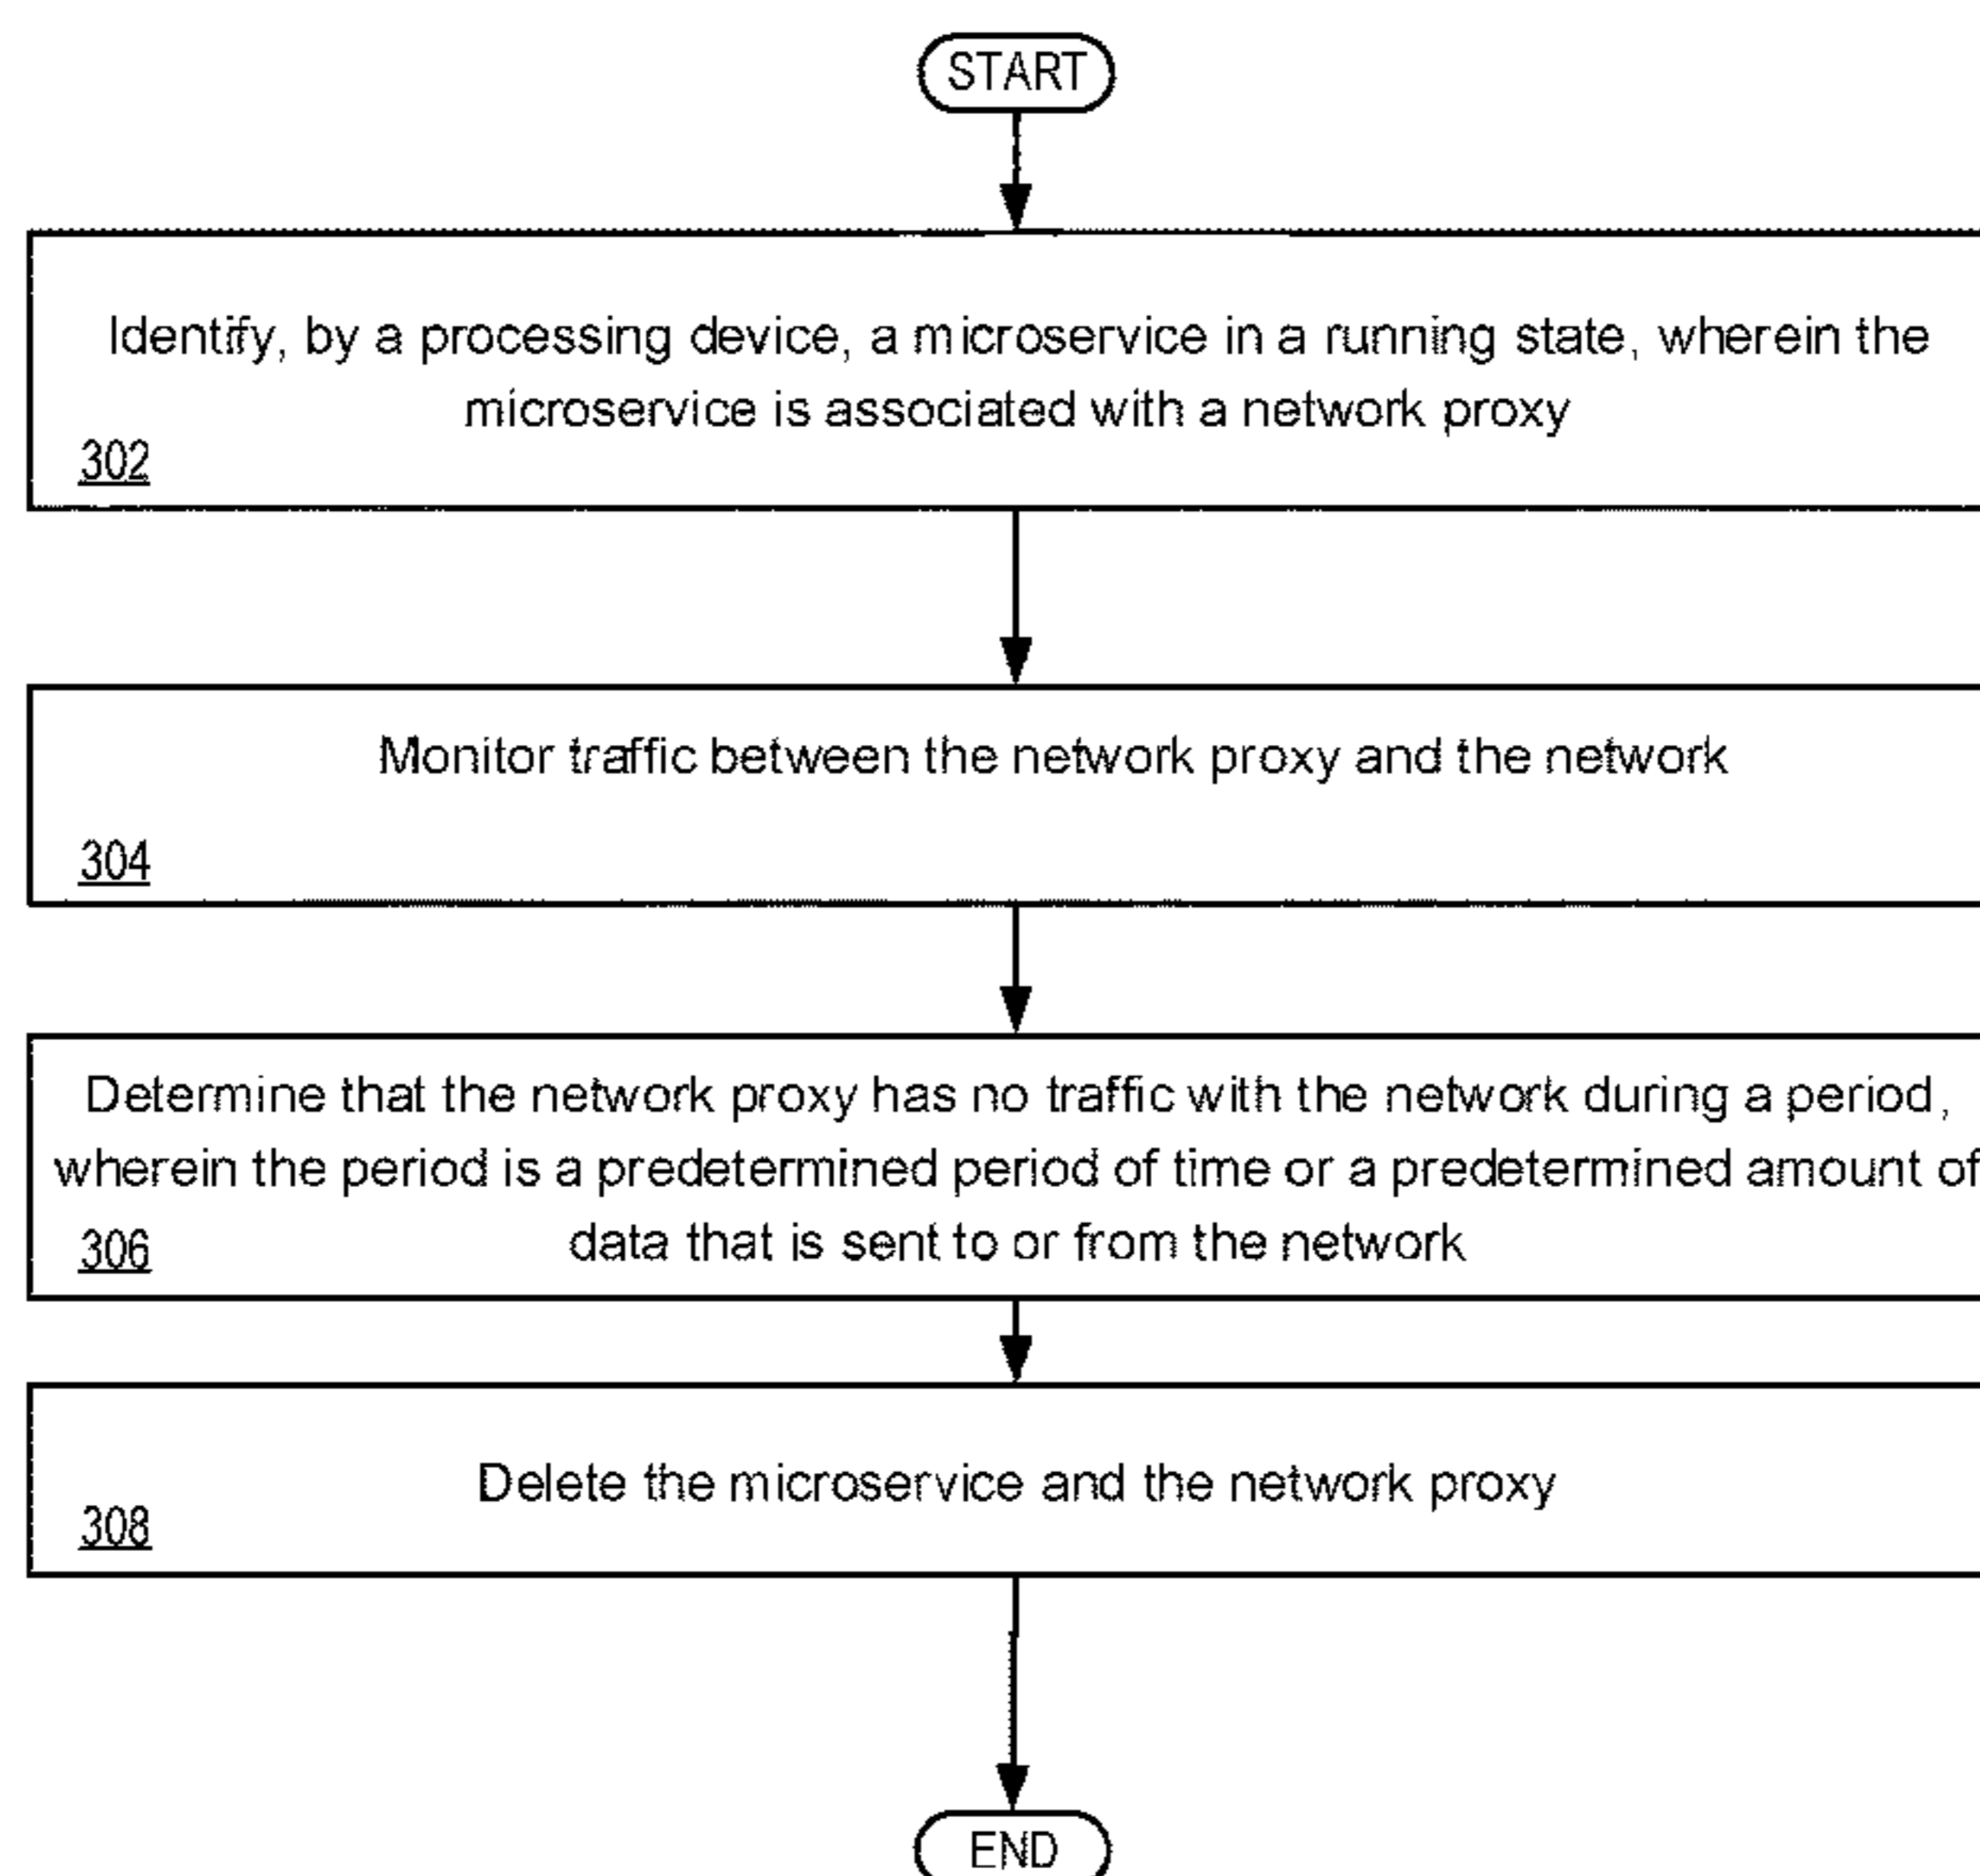 START
Identify, by a processing device, a microservice in a running state, wherein the
microservice is associated with a network proxy
302
Monitor traffic between the network proxy and the network
304
Determine that the network proxy has no traffic with the network during a period,
wherein the period is a predetermined period of time or a predetermined amount of
data that is sent to or from the network
306
Delete the microservice and the network proxy
308
END